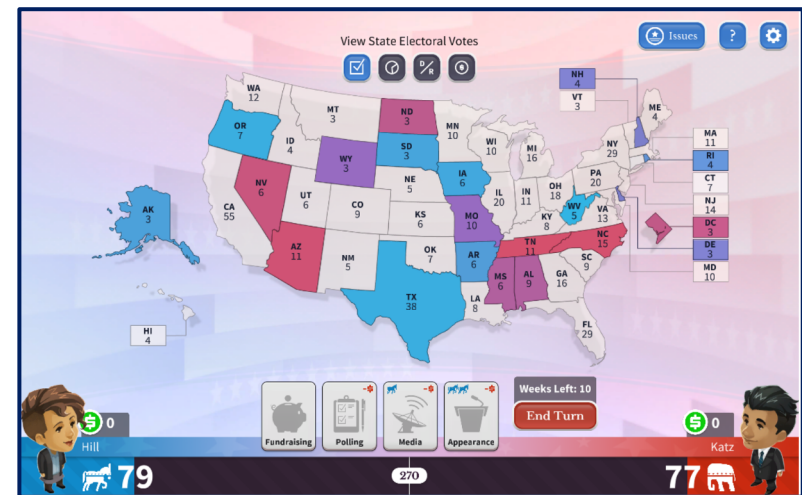 View State Electoral Votes
D/R
Issues
?
WA
12
OR
7
ID
4
MT
3
ND
3
MN
10
WI
10
MI
16
NH
4
VT
3
ME
4
NY
29
MA
11
RI
4
CT
7
NJ
14
DC
3
DE
3
MD
10
WY
3
SD
3
IA
6
NE
5
NV
6
UT
6
CO
9
CA
55
KS
6
MO
10
IL
20
IN
11
OH
18
PA
20
WV
5
VA
13
KY
8
AK
3
AZ
11
NM
5
OK
7
AR
6
TN
11
NC
15
SC
9
MS
6
AL
9
GA
16
TX
38
LA
8
FL
29
HI
4
Fundraising
Polling
Media
Appearance
Weeks Left: 10
End Turn
$ 0
Hill
79
270
$ 0
Katz
77